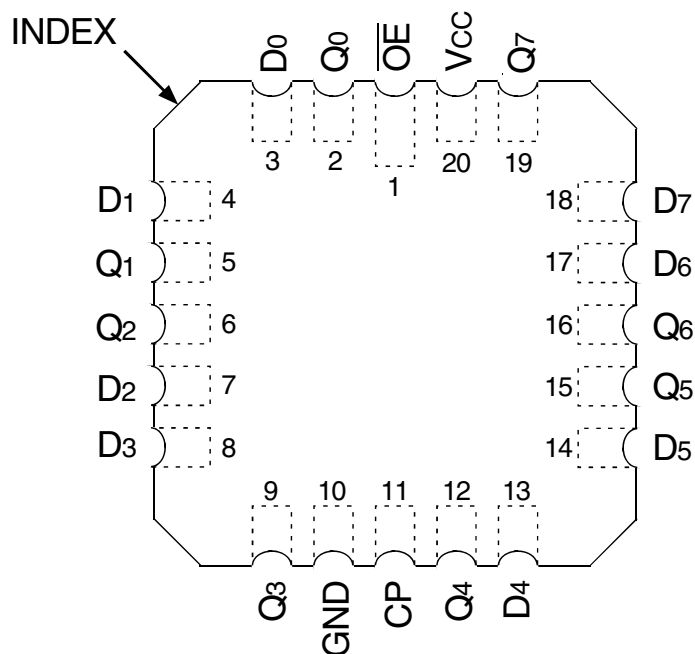 INDEX
D0 Q0 O̅E̅ VCC Q7
3 2 1 20 19
D1 4 18 D7
Q1 5 17 D6
Q2 6 16 Q6
D2 7 15 Q5
D3 8 14 D5
9 10 11 12 13
Q3 GND CP Q4 D4